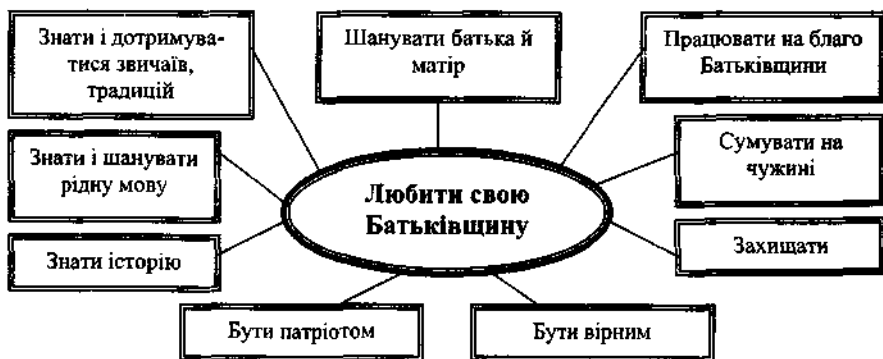 Знати і дотримува-
тися звичаїв,
традицій
Шанувати батька й
матір
Працювати на благо
Батьківщини
Знати і шанувати
рідну мову
Любити свою
Батьківщину
Сумувати на
чужині
Знати історію
Захищати
Бути патріотом
Бути вірним